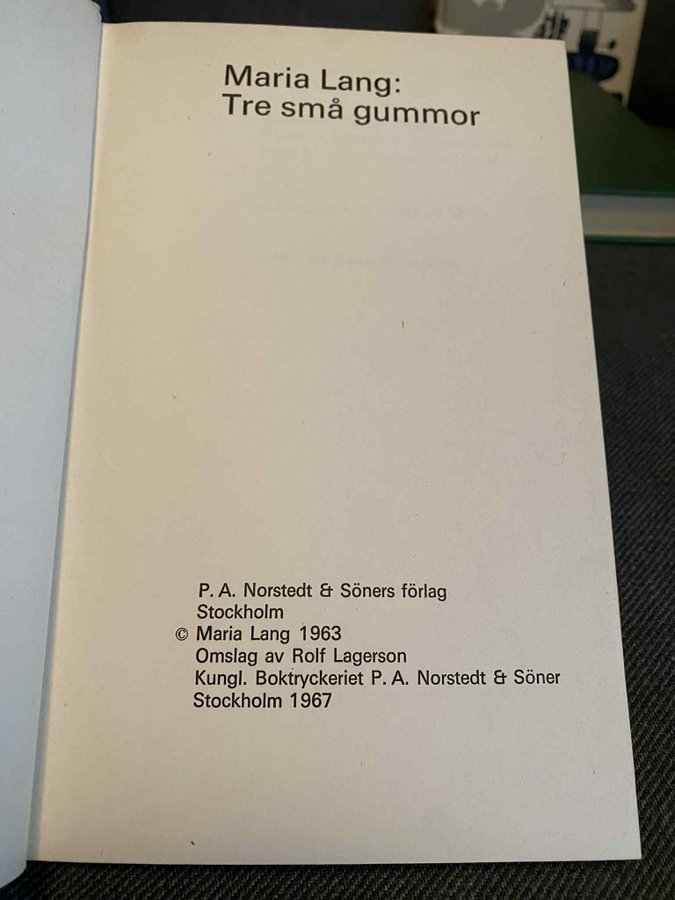 Maria Lang:
Tre små gummor
P. A. Norstedt & Söners förlag
Stockholm
© Maria Lang 1963
Omslag av Rolf Lagerson
Kungl. Boktryckeriet P. A. Norstedt & Söner
Stockholm 1967